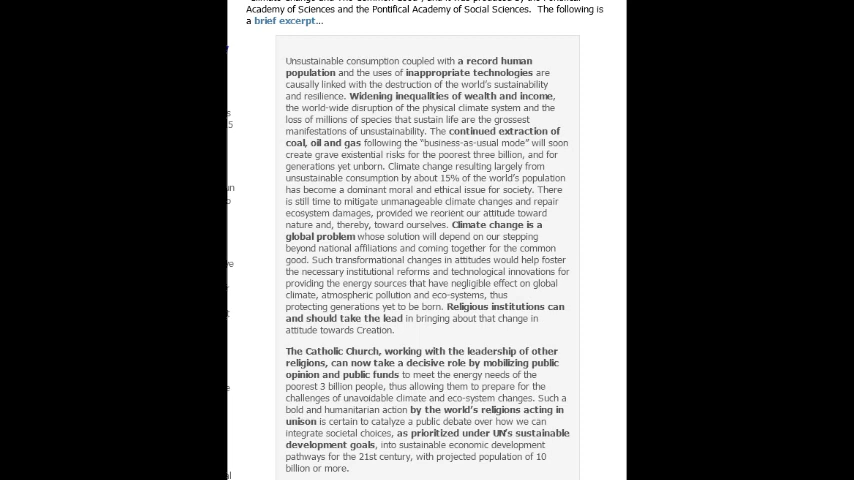 Academy of Sciences and the Pontifical Academy of Social Sciences. The following is
a brief excerpt...
Unsustainable consumption coupled with a record human
population and the uses of inappropriate technologies are
causally linked with the destruction of the world's sustainability
and resilience. Widening inequalities of wealth and income,
the world-wide disruption of the physical climate system and the
loss of millions of species that sustain life are the grossest
manifestations of unsustainability. The continued extraction of
coal, oil and gas following the "business-as-usual mode" will soon
create grave existential risks for the poorest three billion, and for
generations yet unborn. Climate change resulting largely from
unsustainable consumption by about 15% of the world's population
has become a dominant moral and ethical issue for society. There
is still time to mitigate unmanageable climate changes and repair
ecosystem damages, provided we reorient our attitude toward
nature and, thereby, toward ourselves. Climate change is a
global problem whose solution will depend on our stepping
beyond national affiliations and coming together for the common
good. Such transformational changes in attitudes would help foster
the necessary institutional reforms and technological innovations for
providing the energy sources that have negligible effect on global
climate, atmospheric pollution and eco-systems, thus
protecting generations yet to be born. Religious institutions can
and should take the lead in bringing about that change in
attitude towards Creation.
The Catholic Church, working with the leadership of other
religions, can now take a decisive role by mobilizing public
opinion and public funds to meet the energy needs of the
poorest 3 billion people, thus allowing them to prepare for the
challenges of unavoidable climate and eco-system changes. Such a
bold and humanitarian action by the world's religions acting in
unison is certain to catalyze a public debate over how we can
integrate societal choices, as prioritized under UN's sustainable
development goals, into sustainable economic development
pathways for the 21st century, with projected population of 10
billion or more.